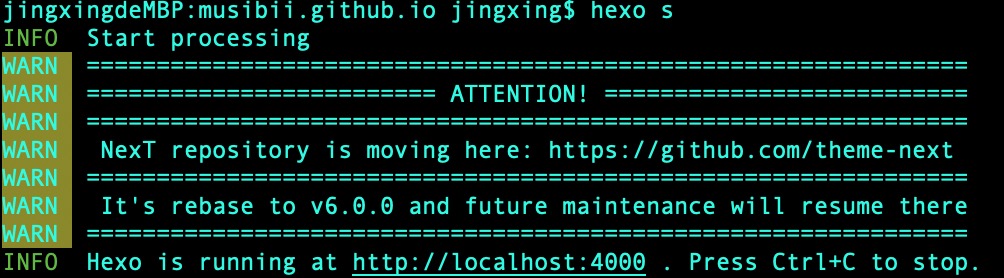 jingxingdeMBP:musibii.github.io jingxing$ hexo s
INFO  Start processing
WARN  ===============================================================
WARN  ========================= ATTENTION! ==========================
WARN  ===============================================================
WARN   NexT repository is moving here: https://github.com/theme-next
WARN  ===============================================================
WARN   It's rebase to v6.0.0 and future maintenance will resume there
WARN  ===============================================================
INFO  Hexo is running at http://localhost:4000 . Press Ctrl+C to stop.